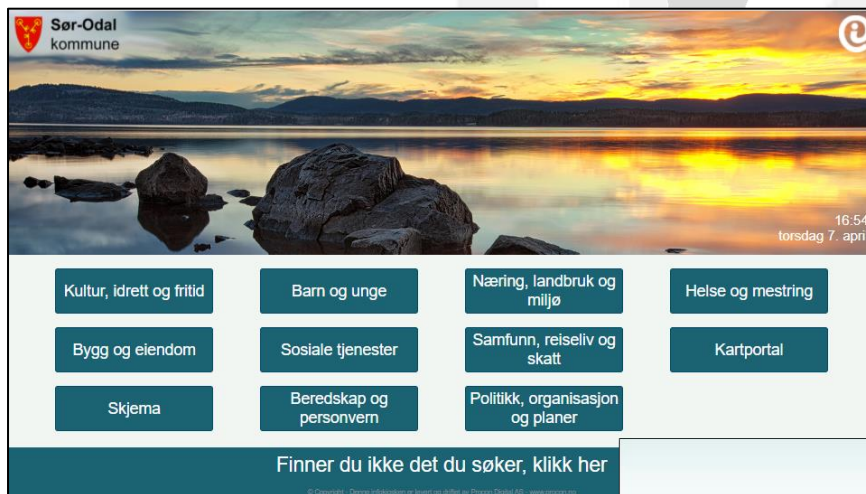 Sør-Odal
kommune
16:54
torsdag 7. april
Kultur, idrett og fritid
Barn og unge
Næring, landbruk og
miljø
Helse og mestring
Bygg og eiendom
Sosiale tjenester
Samfunn, reiseliv og
skatt
Kartportal
Skjema
Beredskap og
personvern
Politikk, organisasjon
og planer
Finner du ikke det du søker, klikk her